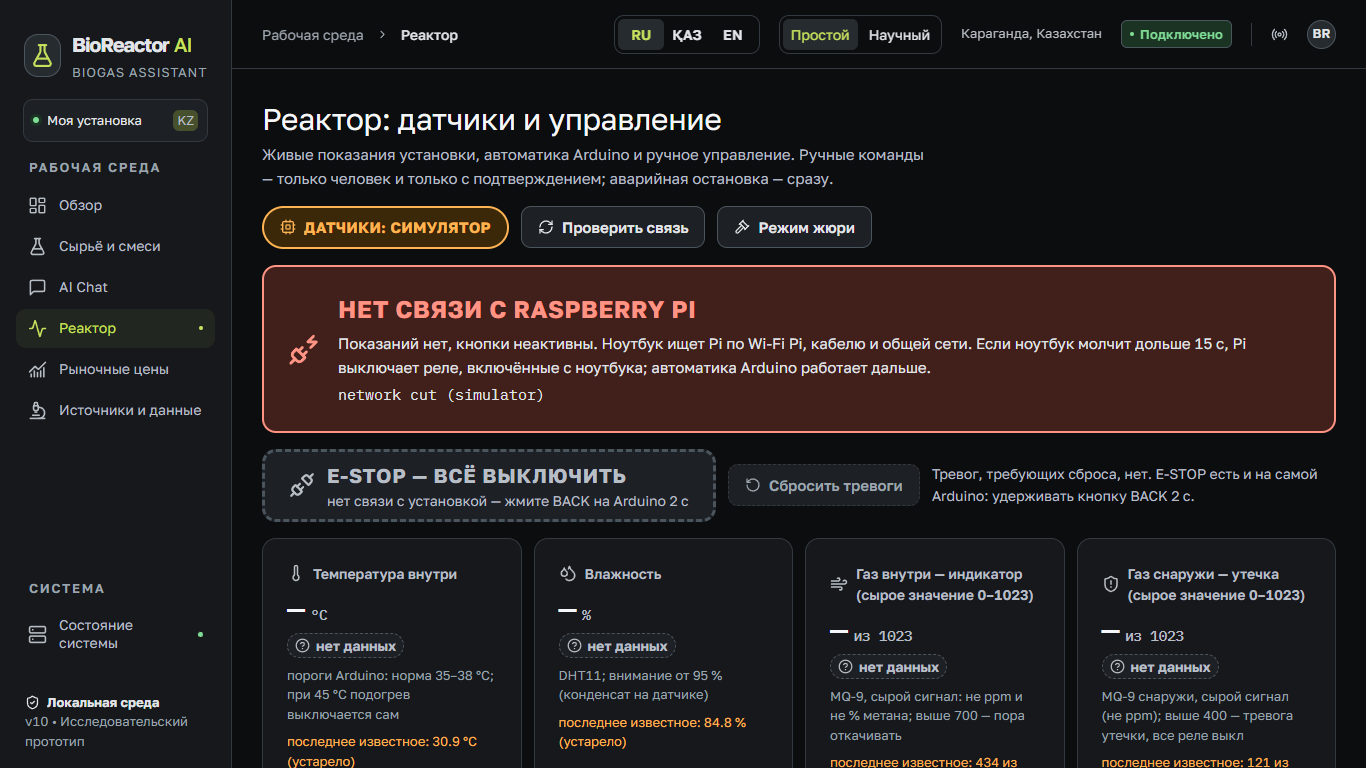 BioReactor AI
BIOGAS ASSISTANT
Моя установка KZ
РАБОЧАЯ СРЕДА
Обзор
Сырьё и смеси
AI Chat
Реактор
Рыночные цены
Источники и данные
СИСТЕМА
Состояние
системы
Локальная среда
v10 • Исследовательский
прототип
Рабочая среда › Реактор
RU ҚАЗ EN
Простой Научный
Караганда, Казахстан
Подключено
BR
Реактор: датчики и управление
Живые показания установки, автоматика Arduino и ручное управление. Ручные команды
— только человек и только с подтверждением; аварийная остановка — сразу.
ДАТЧИКИ: СИМУЛЯТОР
Проверить связь
Режим жюри
НЕТ СВЯЗИ С RASPBERRY PI
Показаний нет, кнопки неактивны. Ноутбук ищет Pi по Wi-Fi Pi, кабелю и общей сети. Если ноутбук молчит дольше 15 с, Pi
выключает реле, включённые с ноутбука; автоматика Arduino работает дальше.
network cut (simulator)
E-STOP — ВСЁ ВЫКЛЮЧИТЬ
нет связи с установкой — жмите BACK на Arduino 2 с
Сбросить тревоги
Тревог, требующих сброса, нет. E-STOP есть и на самой
Arduino: удерживать кнопку BACK 2 с.
Температура внутри
— °C
нет данных
пороги Arduino: норма 35–38 °C;
при 45 °C подогрев
выключается сам
последнее известное: 30.9 °C
(устарело)
Влажность
— %
нет данных
DHT11; внимание от 95 %
(конденсат на датчике)
последнее известное: 84.8 %
(устарело)
Газ внутри — индикатор
(сырое значение 0–1023)
— из 1023
нет данных
MQ-9, сырой сигнал: не ppm и
не % метана; выше 700 — пора
откачивать
последнее известное: 434 из
Газ снаружи — утечка
(сырое значение 0–1023)
— из 1023
нет данных
MQ-9 снаружи, сырой сигнал
(не ppm); выше 400 — тревога
утечки, все реле выкл
последнее известное: 121 из